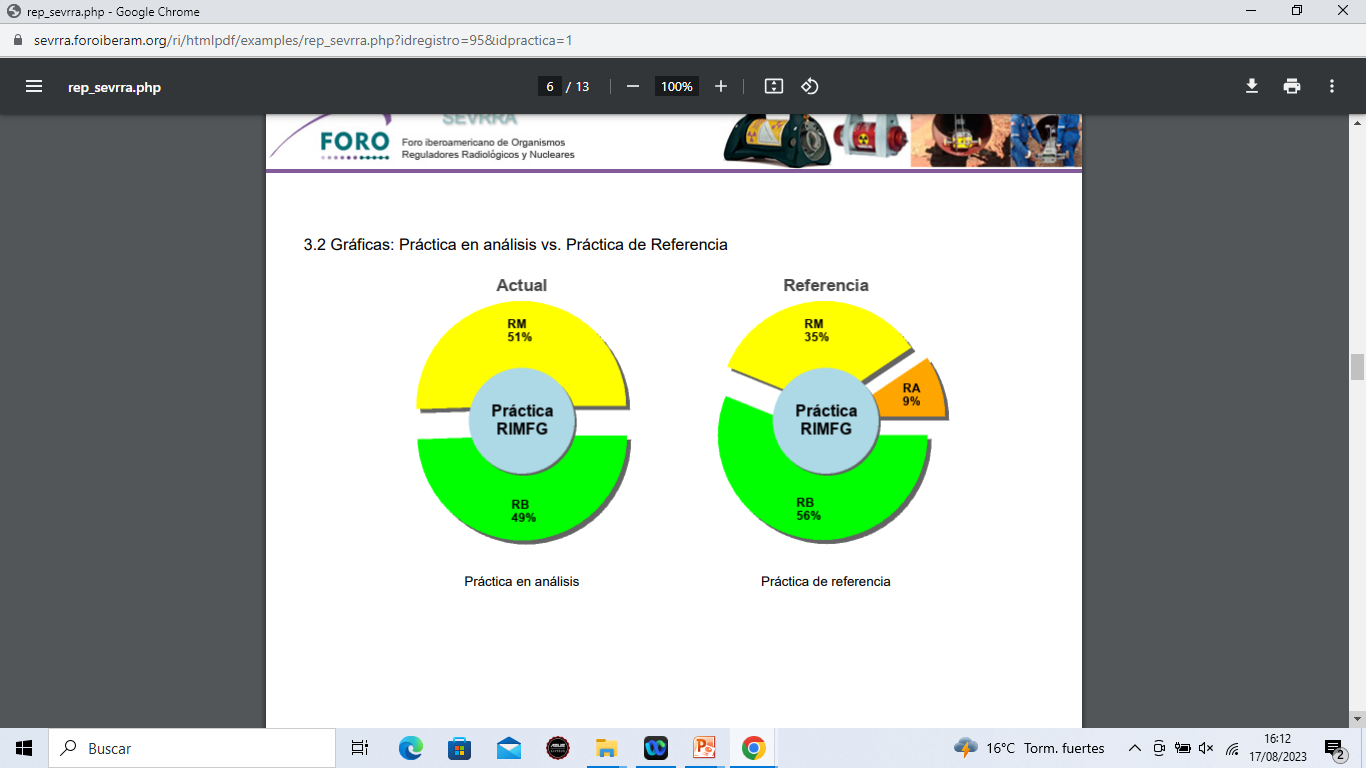 rep_sevrra.php - Google Chrome
sevrra.foroiberam.org/ri/htmlpdf/examples/rep_sevrra.php?idregistro=95&idpractica=1
rep_sevrra.php
6 / 13
100%
SEVRRA
FORO
Foro iberoamericano de Organismos
Reguladores Radiológicos y Nucleares
3.2 Gráficas: Práctica en análisis vs. Práctica de Referencia
Actual
RM
51%
Práctica
RIMFG
RB
49%
Práctica en análisis
Referencia
RM
35%
RA
9%
Práctica
RIMFG
RB
56%
Práctica de referencia
Buscar
16°C Torm. fuertes
16:12
17/08/2023
2